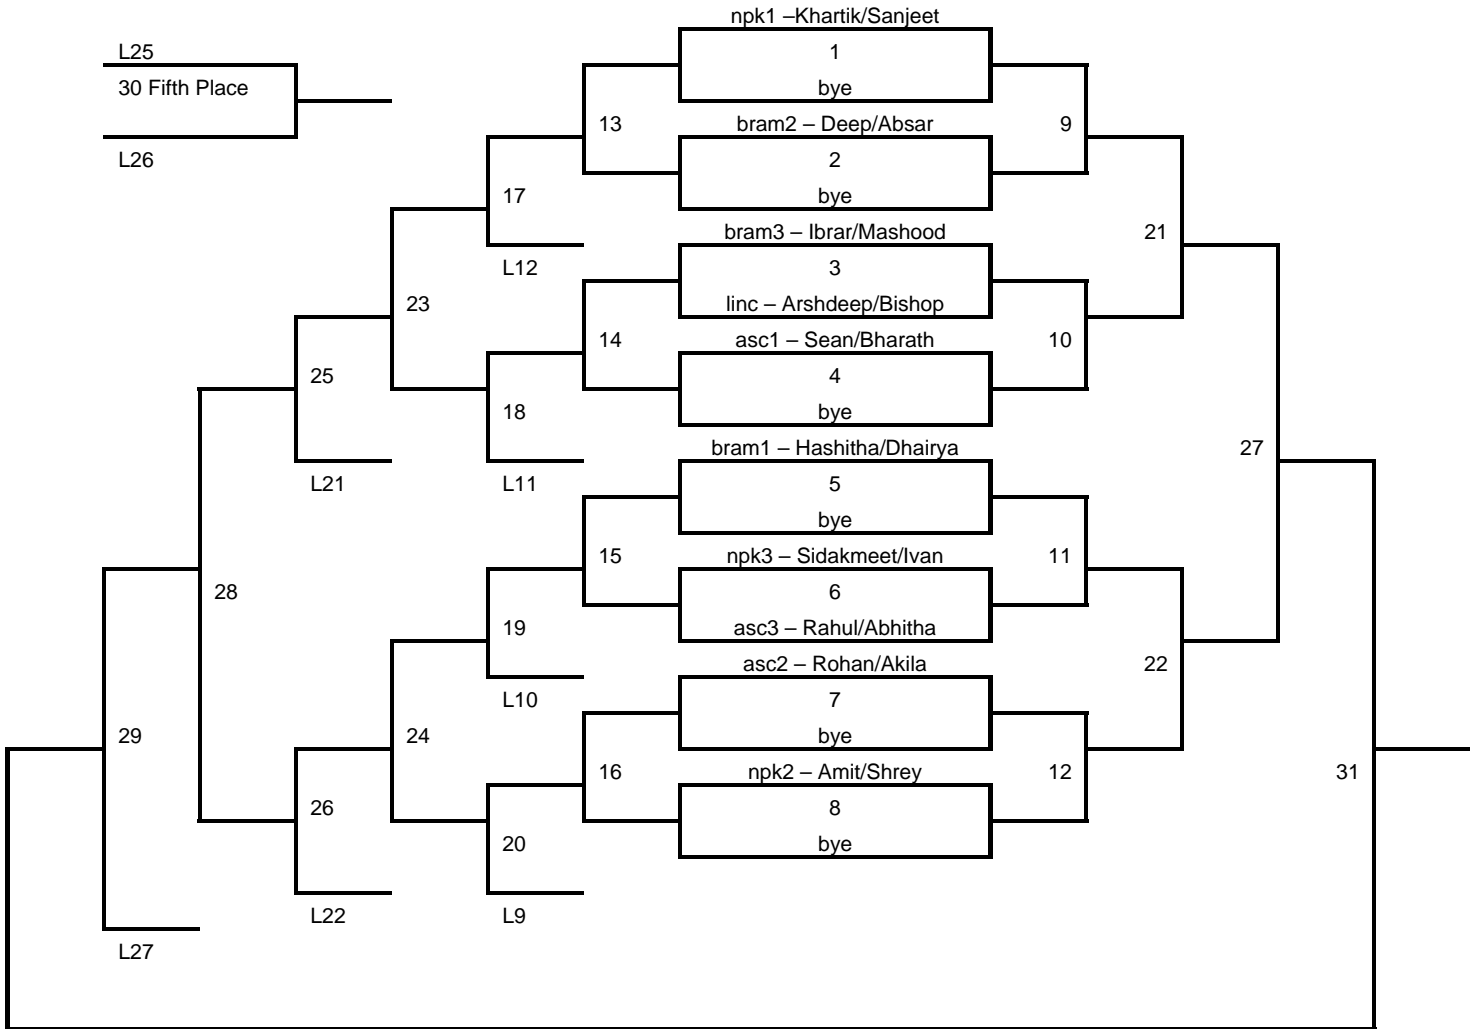 npk1 –Khartik/Sanjeet
L25
1
30 Fifth Place
bye
13
bram2 – Deep/Absar
9
L26
2
17
bye
bram3 – Ibrar/Mashood
21
L12
3
23
linc – Arshdeep/Bishop
14
asc1 – Sean/Bharath
10
25
4
18
bye
bram1 – Hashitha/Dhairya
27
L21
L11
5
bye
15
npk3 – Sidakmeet/Ivan
11
28
6
19
asc3 – Rahul/Abhitha
asc2 – Rohan/Akila
22
L10
7
29
24
bye
16
npk2 – Amit/Shrey
12
31
26
8
20
bye
L22
L9
L27